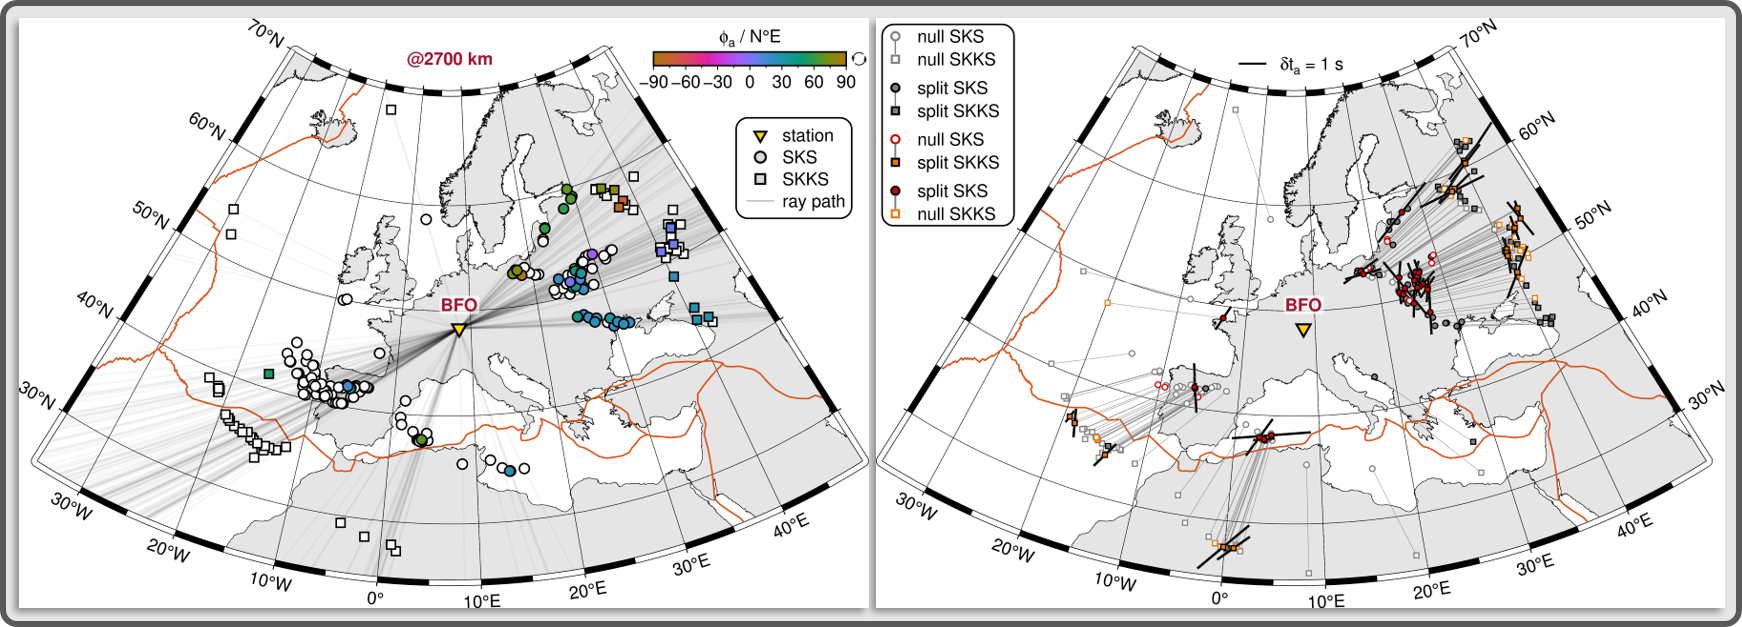 70°N
@2700 km
ϕa / N°E
−90 −60 −30 0 30 60 90
station
SKS
SKKS
ray path
60°N
50°N
40°N
30°N
BFO
30°W
20°W
10°W
0°
10°E
20°E
30°E
40°E
null SKS
null SKKS
split SKS
split SKKS
null SKS
split SKKS
split SKS
null SKKS
δta = 1 s
70°N
60°N
50°N
40°N
30°N
BFO
30°W
20°W
10°W
0°
10°E
20°E
30°E
40°E